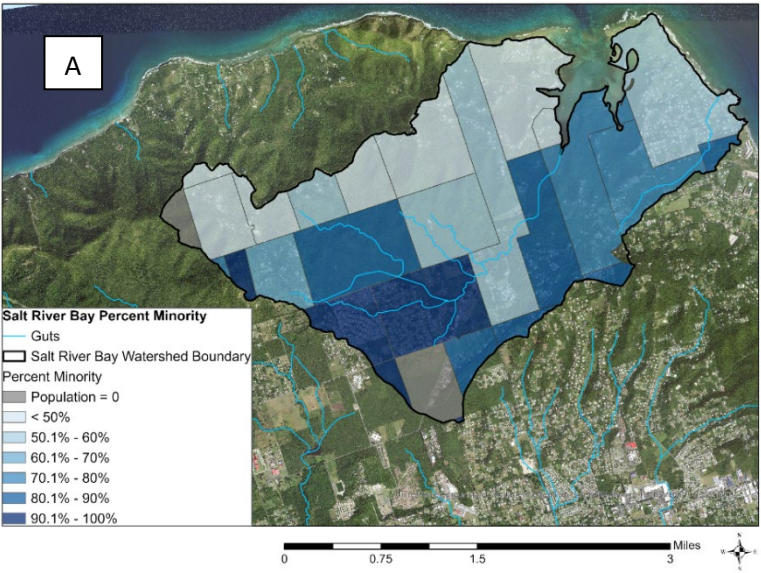 A
Salt River Bay Percent Minority
Guts
Salt River Bay Watershed Boundary
Percent Minority
Population = 0
< 50%
50.1% - 60%
60.1% - 70%
70.1% - 80%
80.1% - 90%
90.1% - 100%
Miles
0 0.75 1.5 3
N
W E
S